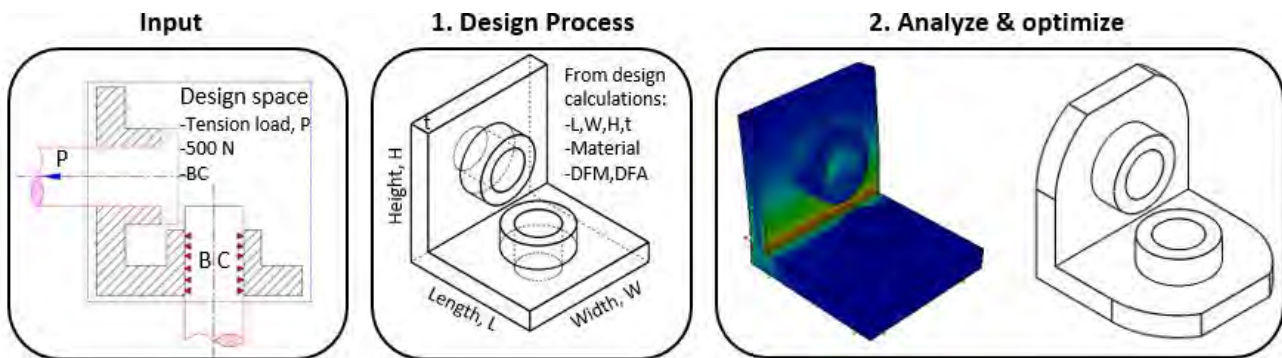 Input
Design space
-Tension load, P
-500 N
-BC
P
BC
1. Design Process
From design
calculations:
-L,W,H,t
-Material
-DFM,DFA
t
Height, H
Length, L
Width, W
2. Analyze & optimize